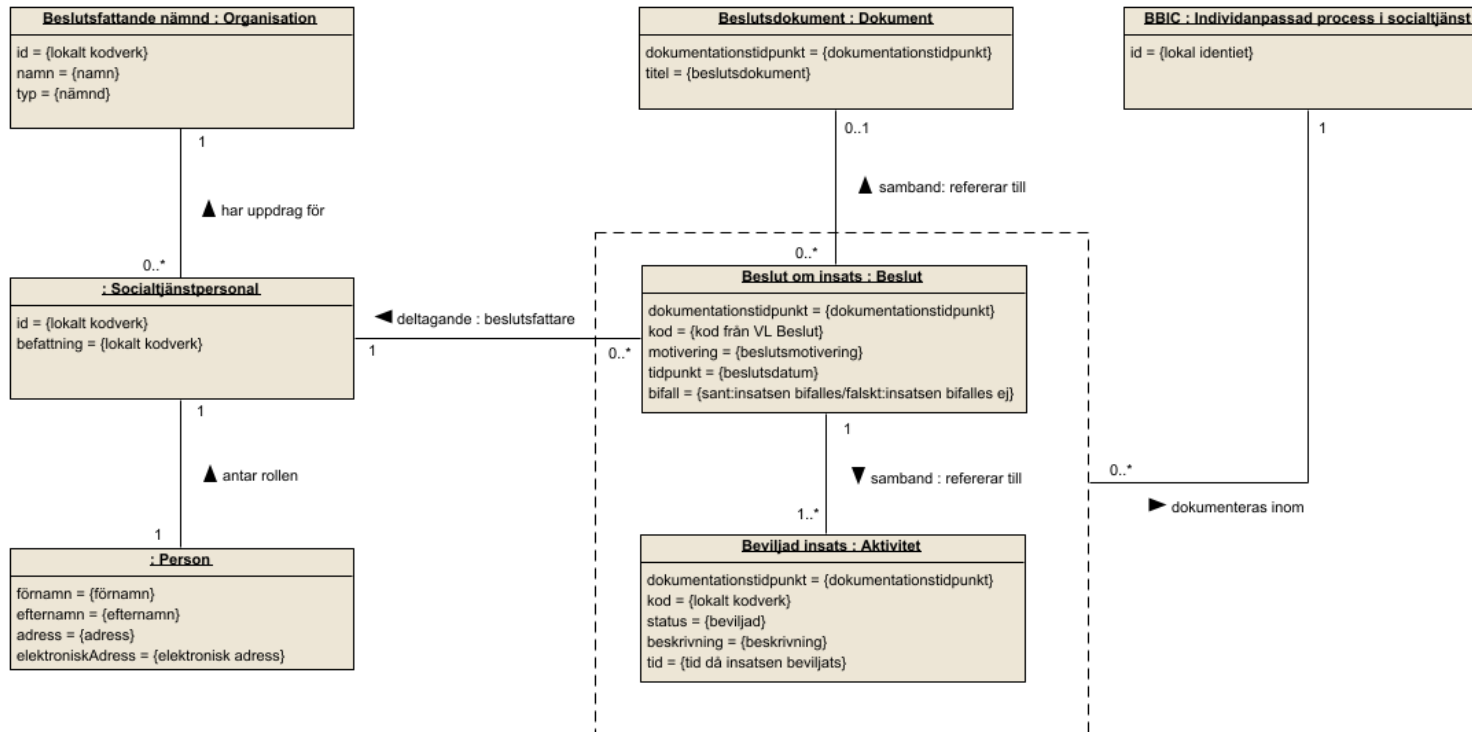 Beslutsfattande nämnd : Organisation
id = {lokalt kodverk}
namn = {namn}
typ = {nämnd}
Beslutsdokument : Dokument
dokumentationstidpunkt = {dokumentationstidpunkt}
titel = {beslutsdokument}
BBIC : Individanpassad process i socialtjänst
id = {lokal identiet}
1
0..1
1
har uppdrag för
samband: refererar till
0..*
0..*
: Socialtjänstpersonal
id = {lokalt kodverk}
befattning = {lokalt kodverk}
deltagande : beslutsfattare
1
0..*
Beslut om insats : Beslut
dokumentationstidpunkt = {dokumentationstidpunkt}
kod = {kod från VL Beslut}
motivering = {beslutsmotivering}
tidpunkt = {beslutsdatum}
bifall = {sant:insatsen bifalles/falskt:insatsen bifalles ej}
1
1
antar rollen
samband : refererar till
0..*
dokumenteras inom
1
1..*
: Person
förnamn = {förnamn}
efternamn = {efternamn}
adress = {adress}
elektroniskAdress = {elektronisk adress}
Beviljad insats : Aktivitet
dokumentationstidpunkt = {dokumentationstidpunkt}
kod = {lokalt kodverk}
status = {beviljad}
beskrivning = {beskrivning}
tid = {tid då insatsen beviljats}